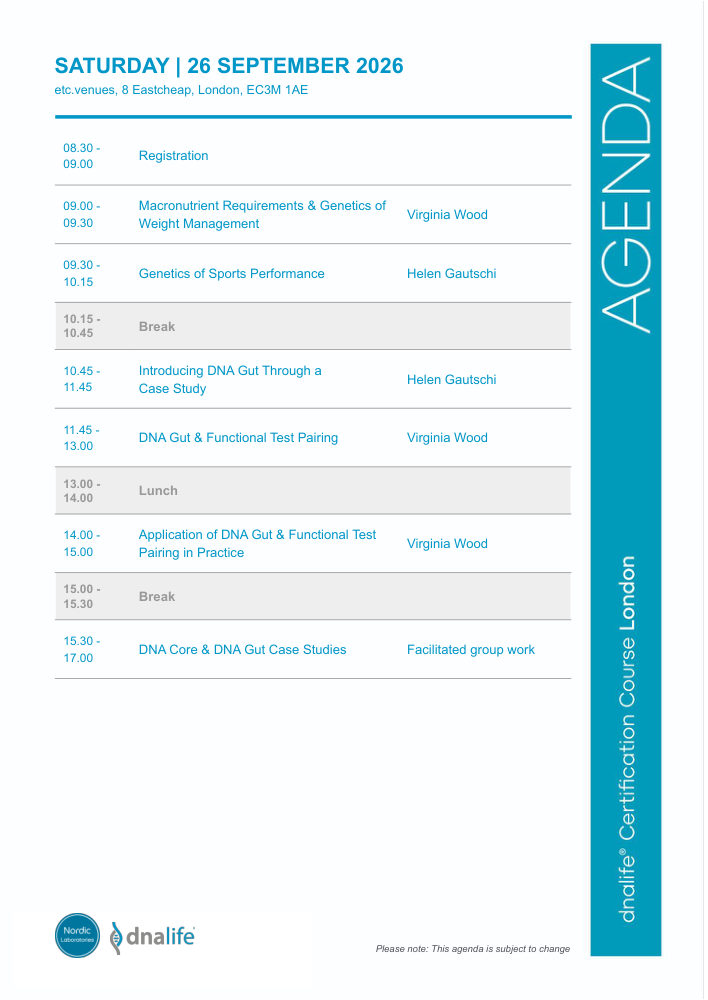 SATURDAY | 26 SEPTEMBER 2026
etc.venues, 8 Eastcheap, London, EC3M 1AE
08.30 -
09.00
Registration
09.00 -
09.30
Macronutrient Requirements & Genetics of
Weight Management
Virginia Wood
09.30 -
10.15
Genetics of Sports Performance
Helen Gautschi
10.15 -
10.45
Break
10.45 -
11.45
Introducing DNA Gut Through a
Case Study
Helen Gautschi
11.45 -
13.00
DNA Gut & Functional Test Pairing
Virginia Wood
13.00 -
14.00
Lunch
14.00 -
15.00
Application of DNA Gut & Functional Test
Pairing in Practice
Virginia Wood
15.00 -
15.30
Break
15.30 -
17.00
DNA Core & DNA Gut Case Studies
Facilitated group work
AGENDA
dnalife® Certification Course London
Nordic
Laboratories
dnalife
Please note: This agenda is subject to change